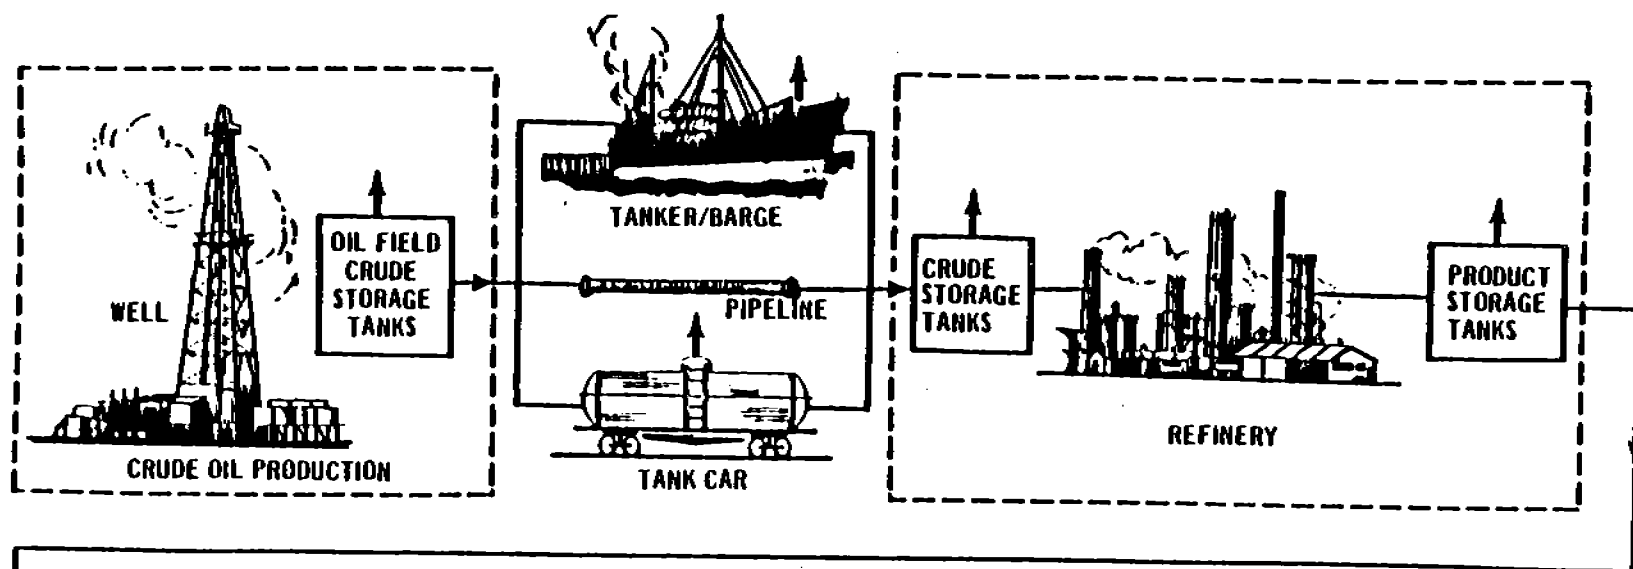 WELL
OIL FIELD
CRUDE
STORAGE
TANKS
CRUDE OIL PRODUCTION
TANKER/BARGE
PIPELINE
TANK CAR
CRUDE
STORAGE
TANKS
REFINERY
PRODUCT
STORAGE
TANKS